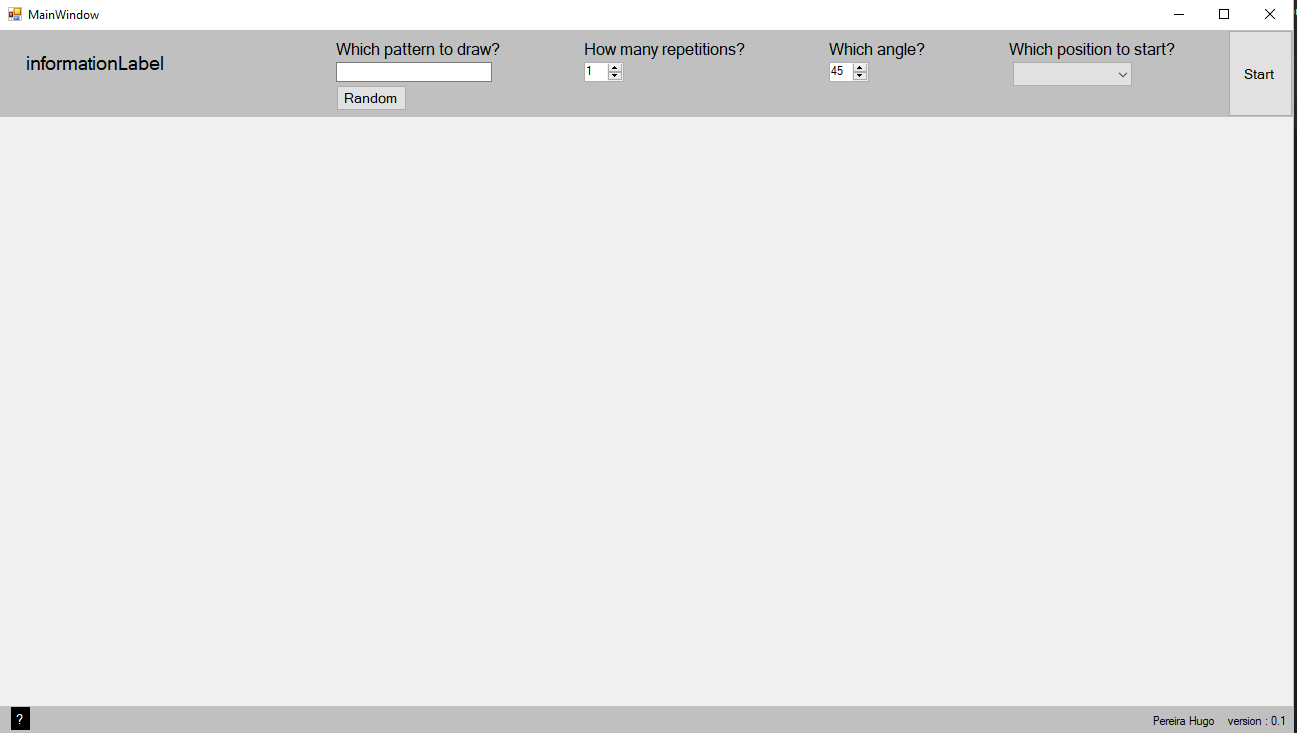 MainWindow
informationLabel
Which pattern to draw?
Random
How many repetitions?
1
Which angle?
45
Which position to start?
Start
?
Pereira Hugo version : 0.1